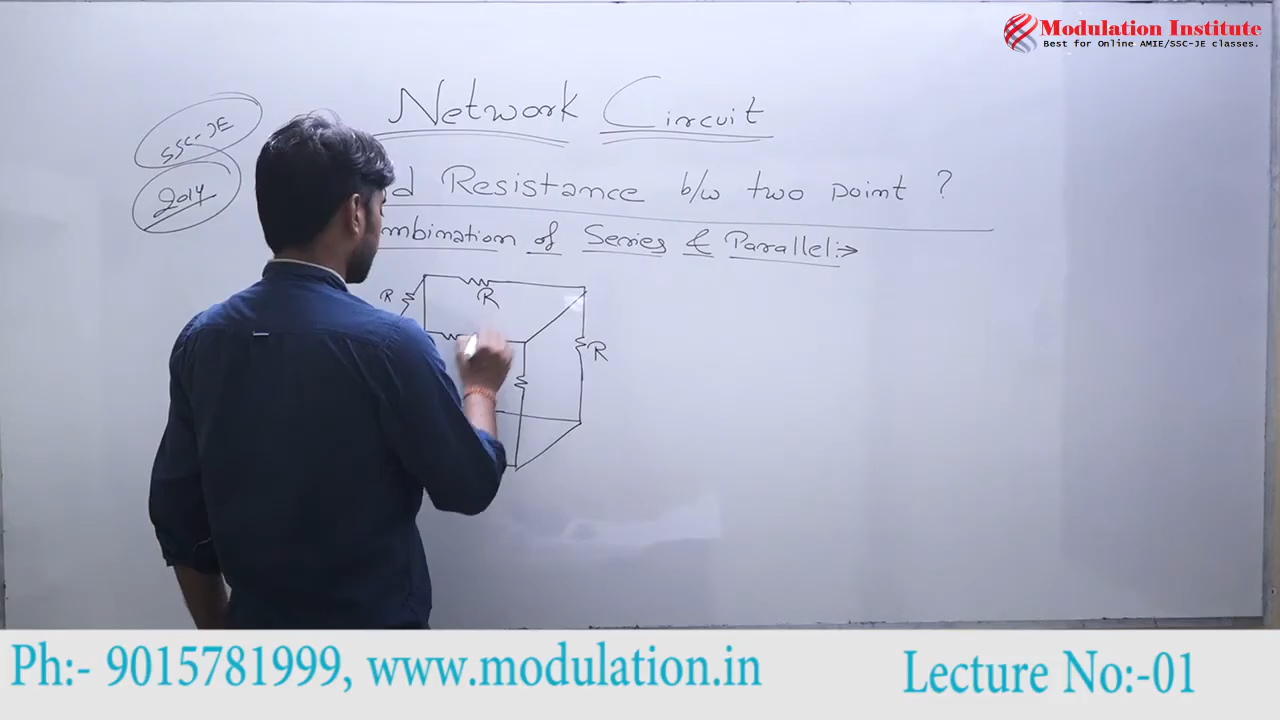 Modulation Institute
Best for Online AMIE/SSC-JE classes.
Network Circuit
SSC-JE
2014
Resistance b/w two point ?
of Series & Parallel:→
R
R
R
Ph:- 9015781999, www.modulation.in
Lecture No:-01